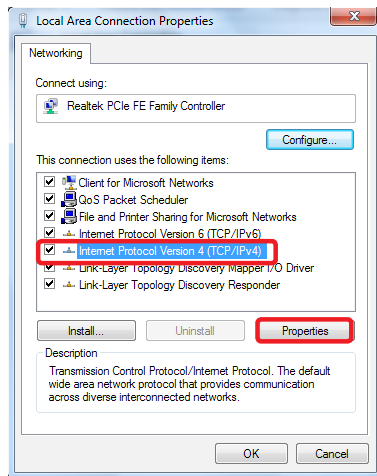 Local Area Connection Properties
Networking
Connect using:
Realtek PCIe FE Family Controller
Configure...
This connection uses the following items:
Client for Microsoft Networks
QoS Packet Scheduler
File and Printer Sharing for Microsoft Networks
Internet Protocol Version 6 (TCP/IPv6)
Internet Protocol Version 4 (TCP/IPv4)
Link-Layer Topology Discovery Mapper I/O Driver
Link-Layer Topology Discovery Responder
Install... Uninstall Properties
Description
Transmission Control Protocol/Internet Protocol. The default
wide area network protocol that provides communication
across diverse interconnected networks.
OK Cancel